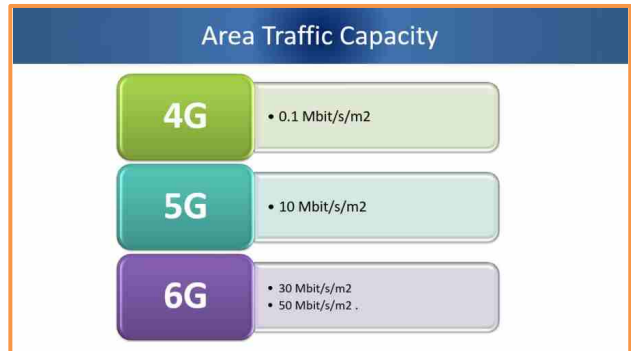 Area Traffic Capacity
4G
• 0.1 Mbit/s/m2
5G
• 10 Mbit/s/m2
6G
• 30 Mbit/s/m2
• 50 Mbit/s/m2 .